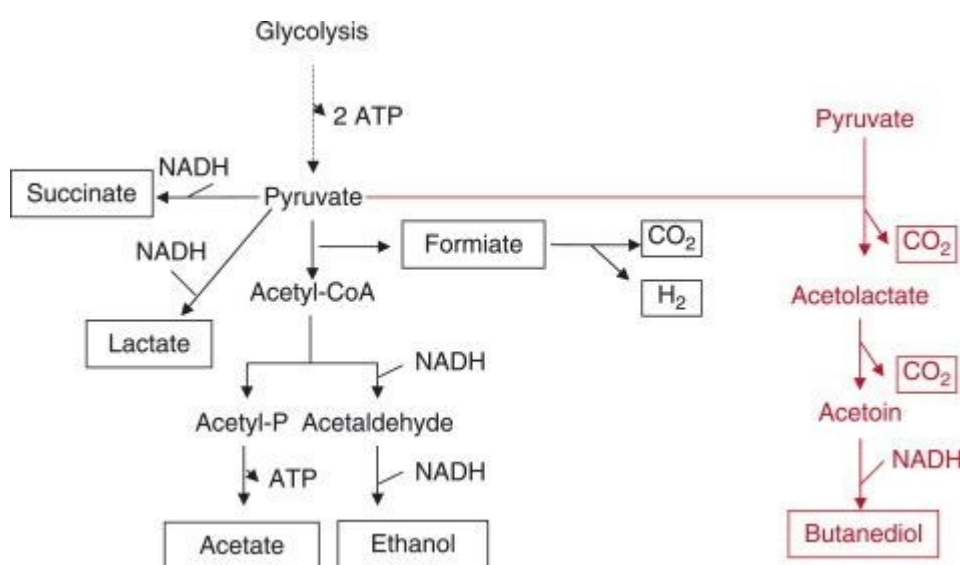 Glycolysis
2 ATP
Pyruvate
NADH
Succinate
Pyruvate
NADH
Formiate
CO₂
CO₂
H₂
Acetyl-CoA
Acetolactate
Lactate
NADH
CO₂
Acetyl-P
Acetaldehyde
Acetoin
ATP
NADH
NADH
Acetate
Ethanol
Butanediol